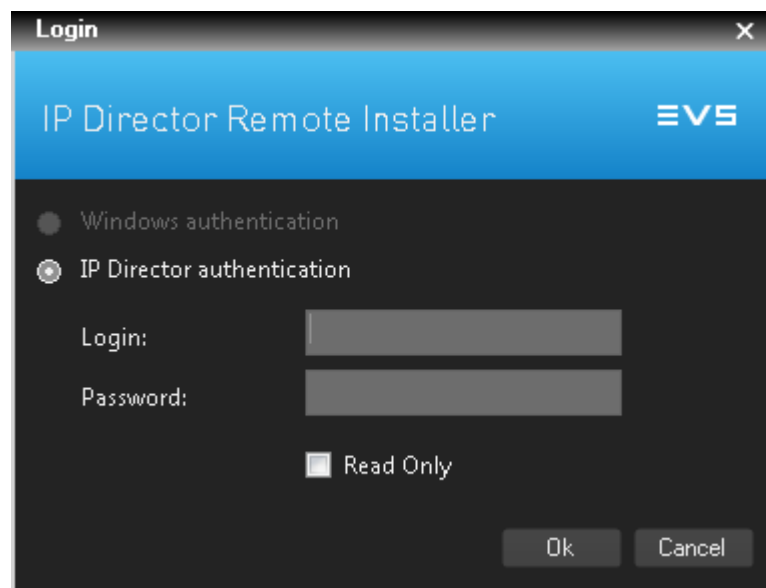 Login
IP Director Remote Installer EVS
Windows authentication
IP Director authentication
Login:
Password:
Read Only
Ok Cancel